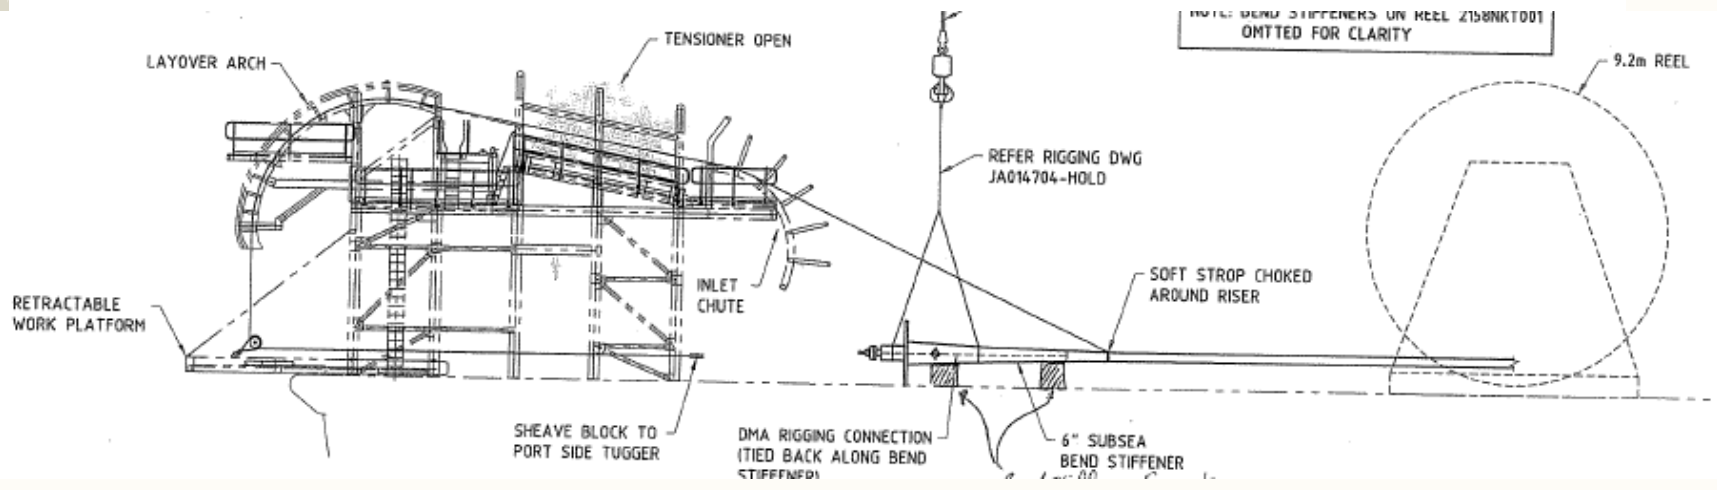 NOTE: BEND STIFFENERS ON REEL 2158NKT001
OMTTED FOR CLARITY
TENSIONER OPEN
LAYOVER ARCH
9.2m REEL
REFER RIGGING DWG
JA014704-HOLD
SOFT STROP CHOKED
AROUND RISER
INLET
CHUTE
RETRACTABLE
WORK PLATFORM
SHEAVE BLOCK TO
PORT SIDE TUGGER
DMA RIGGING CONNECTION
(TIED BACK ALONG BEND
STIFFENER)
6" SUBSEA
BEND STIFFENER